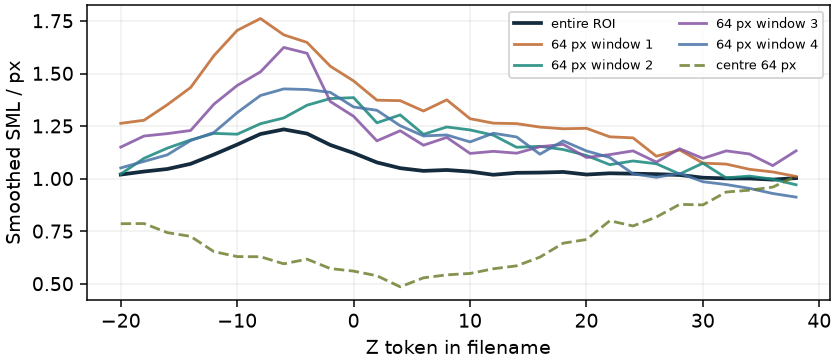 1.75
1.50
1.25
1.00
0.75
0.50
Smoothed SML / px
entire ROI
64 px window 1
64 px window 2
64 px window 3
64 px window 4
centre 64 px
−20
−10
0
10
20
30
40
Z token in filename